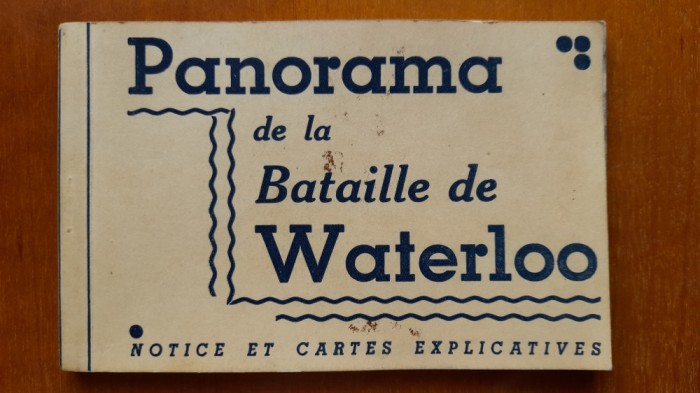 Panorama
de la
Bataille de
Waterloo
NOTICE ET CARTES EXPLICATIVES